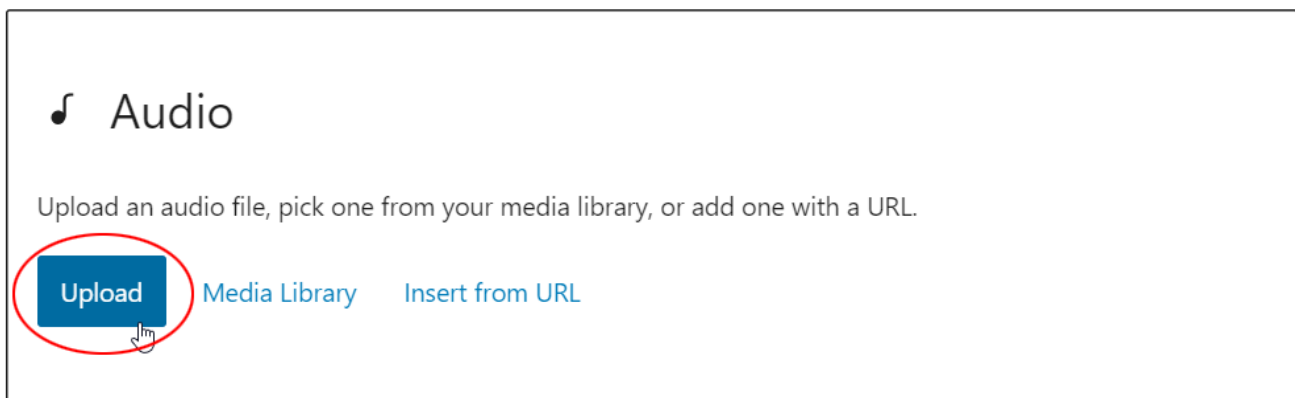 Audio
Upload an audio file, pick one from your media library, or add one with a URL.
Upload Media Library Insert from URL